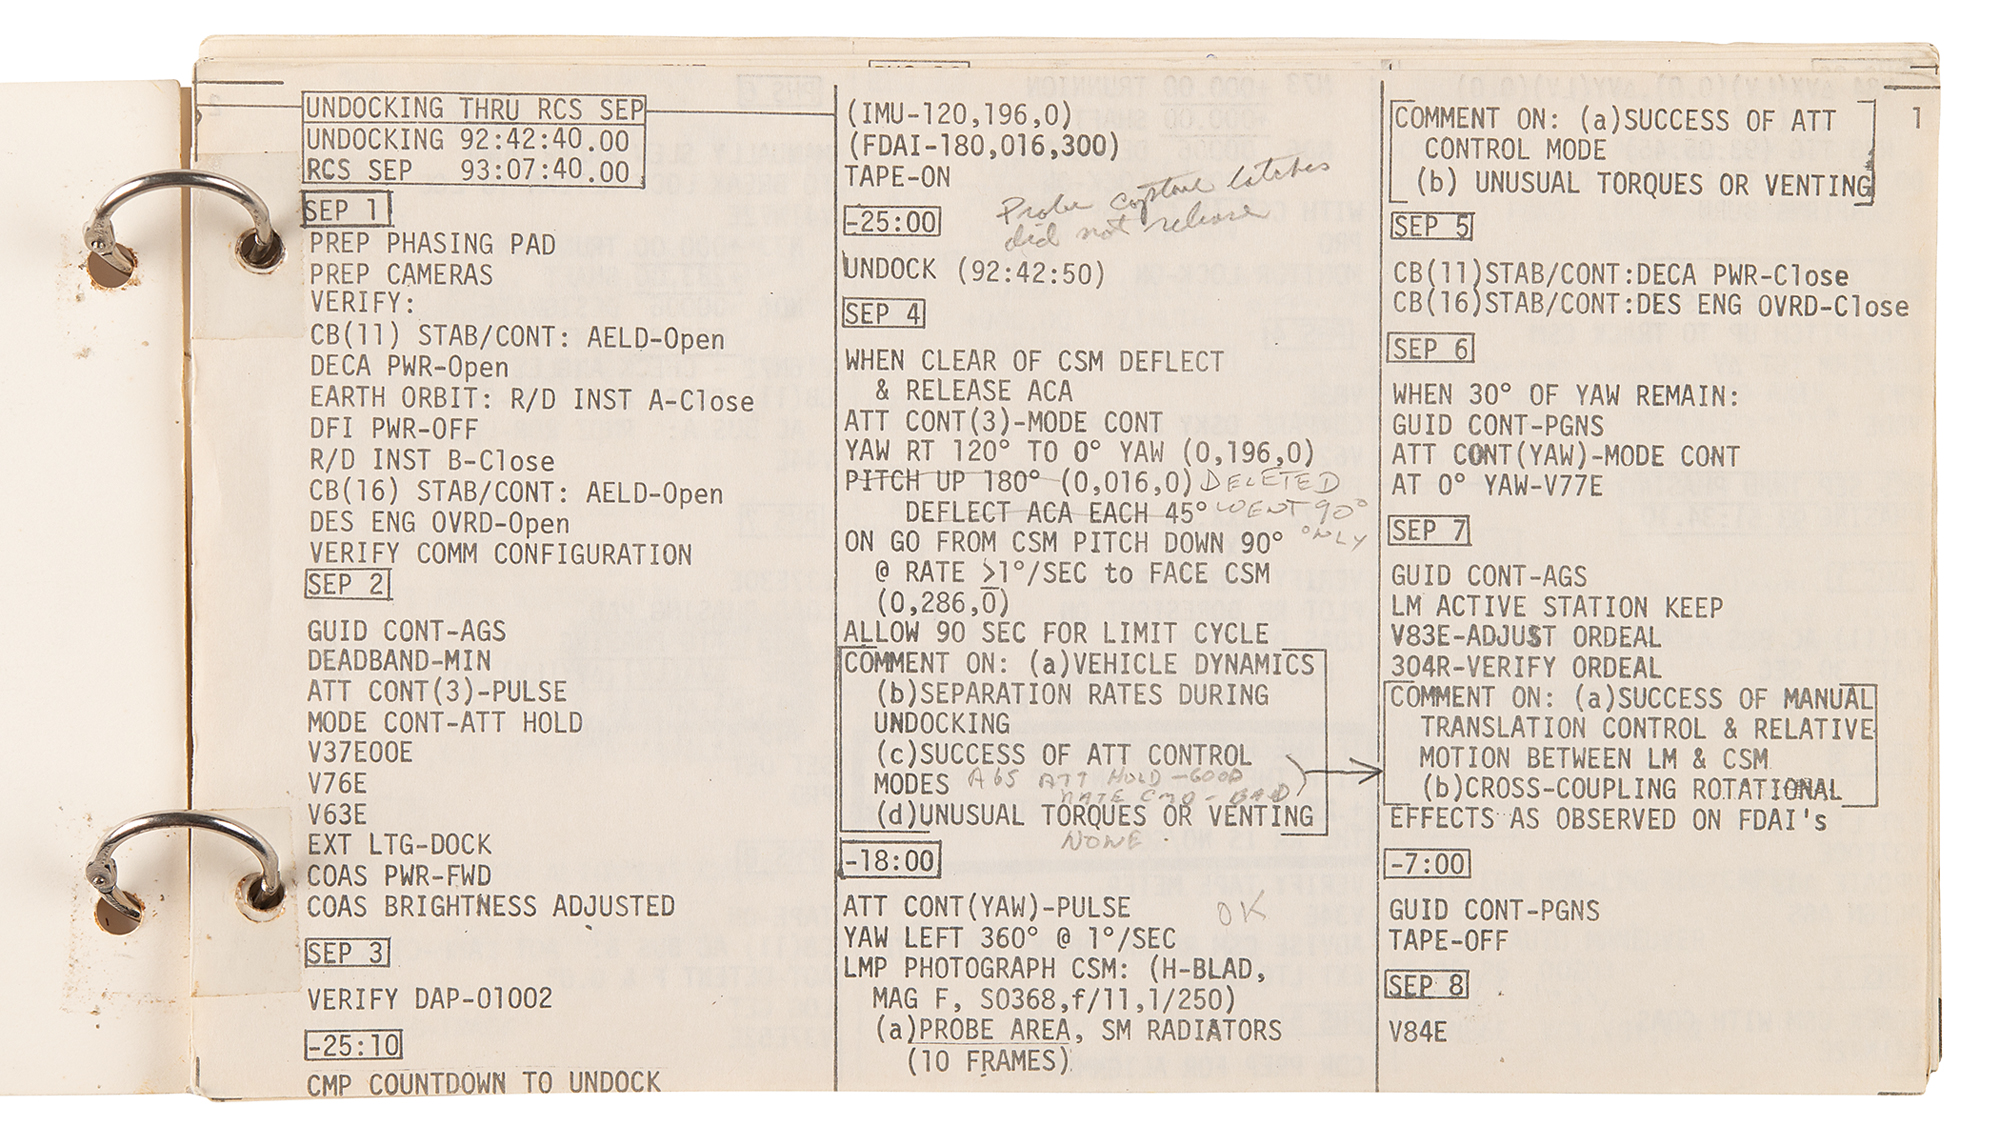 UNDOCKING THRU RCS SEP
UNDOCKING 92:42:40.00
RCS SEP 93:07:40.00
SEP 1
PREP PHASING PAD
PREP CAMERAS
VERIFY:
CB(11) STAB/CONT: AELD-Open
DECA PWR-Open
EARTH ORBIT: R/D INST A-Close
DFI PWR-OFF
R/D INST B-Close
CB(16) STAB/CONT: AELD-Open
DES ENG OVRD-Open
VERIFY COMM CONFIGURATION
SEP 2
GUID CONT-AGS
DEADBAND-MIN
ATT CONT(3)-PULSE
MODE CONT-ATT HOLD
V37E00E
V76E
V63E
EXT LTG-DOCK
COAS PWR-FWD
COAS BRIGHTNESS ADJUSTED
SEP 3
VERIFY DAP-01002
-25:10
CMP COUNTDOWN TO UNDOCK
(IMU-120,196,0)
(FDAI-180,016,300)
TAPE-ON
Probe capture latches
did not release
-25:00
UNDOCK (92:42:50)
SEP 4
WHEN CLEAR OF CSM DEFLECT
& RELEASE ACA
ATT CONT(3)-MODE CONT
YAW RT 120° TO 0° YAW (0,196,0)
PITCH UP 180° (0,016,0) DELETED
DEFLECT ACA EACH 45° WENT 90°
ONLY
ON GO FROM CSM PITCH DOWN 90°
@ RATE >1°/SEC to FACE CSM
(0,286,0)
ALLOW 90 SEC FOR LIMIT CYCLE
COMMENT ON: (a)VEHICLE DYNAMICS
(b)SEPARATION RATES DURING
UNDOCKING
(c)SUCCESS OF ATT CONTROL
MODES AGS ATT HOLD-GOOD
RATE CMD-BAD
(d)UNUSUAL TORQUES OR VENTING
NONE.
-18:00
ATT CONT(YAW)-PULSE OK
YAW LEFT 360° @ 1°/SEC
LMP PHOTOGRAPH CSM: (H-BLAD,
MAG F, SO368,f/11,1/250)
(a)PROBE AREA, SM RADIATORS
(10 FRAMES)
1
COMMENT ON: (a)SUCCESS OF ATT
CONTROL MODE
(b) UNUSUAL TORQUES OR VENTING
SEP 5
CB(11)STAB/CONT:DECA PWR-Close
CB(16)STAB/CONT:DES ENG OVRD-Close
SEP 6
WHEN 30° OF YAW REMAIN:
GUID CONT-PGNS
ATT CONT(YAW)-MODE CONT
AT 0° YAW-V77E
SEP 7
GUID CONT-AGS
LM ACTIVE STATION KEEP
V83E-ADJUST ORDEAL
304R-VERIFY ORDEAL
COMMENT ON: (a)SUCCESS OF MANUAL
TRANSLATION CONTROL & RELATIVE
MOTION BETWEEN LM & CSM
(b)CROSS-COUPLING ROTATIONAL
EFFECTS AS OBSERVED ON FDAI's
-7:00
GUID CONT-PGNS
TAPE-OFF
SEP 8
V84E